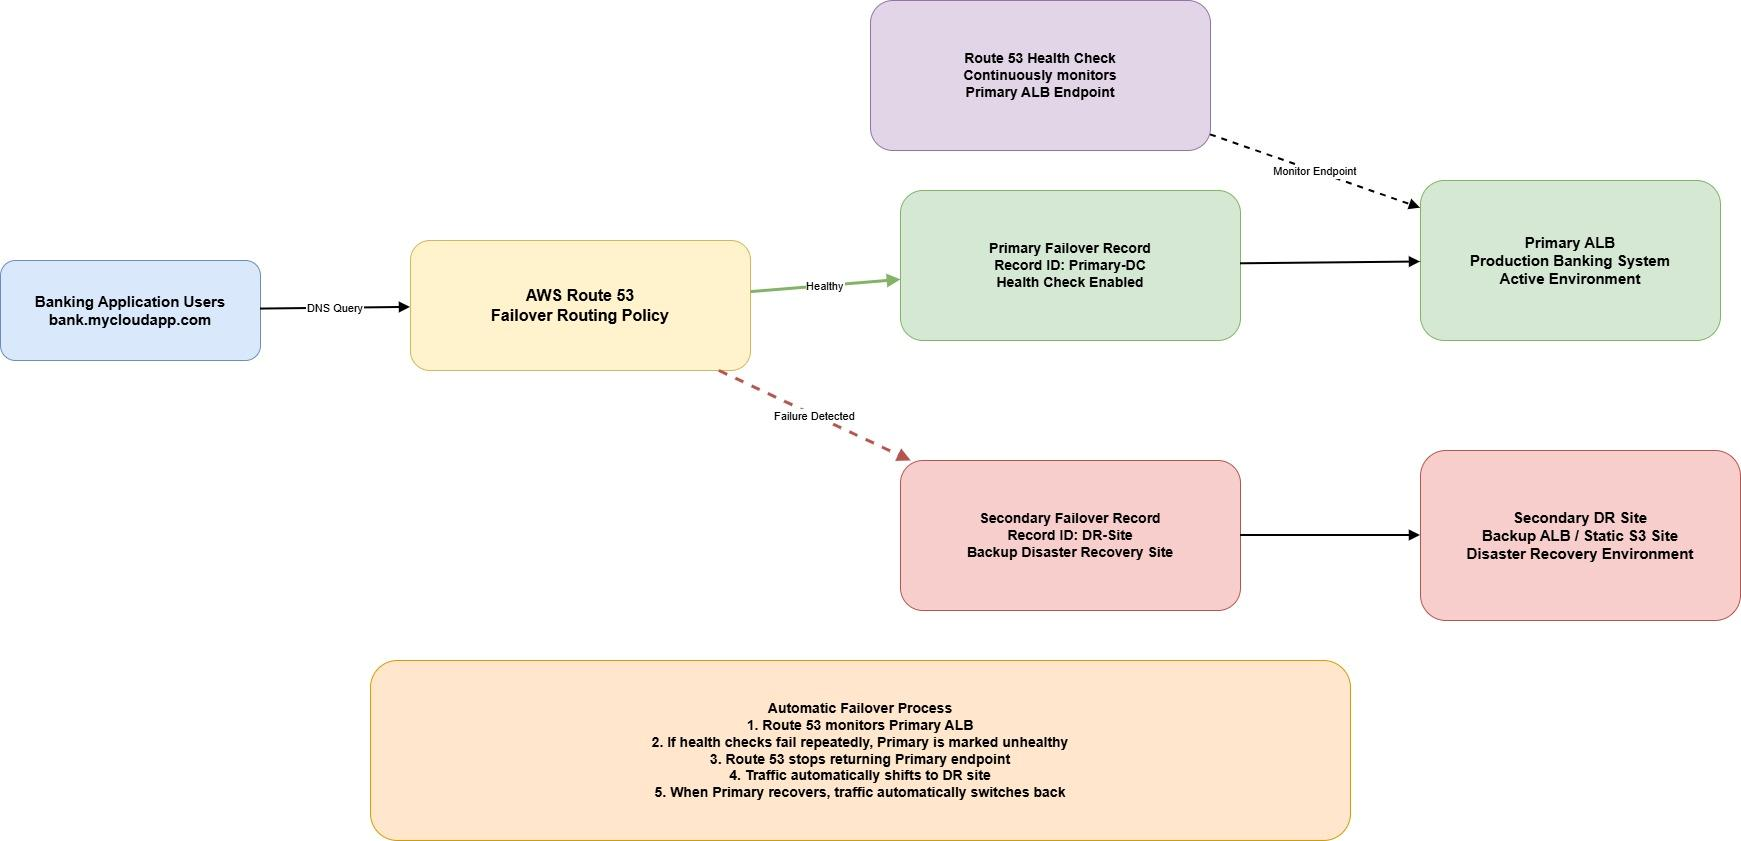 Route 53 Health Check
Continuously monitors
Primary ALB Endpoint
Monitor Endpoint
Banking Application Users
bank.mycloudapp.com
DNS Query
AWS Route 53
Failover Routing Policy
Healthy
Primary Failover Record
Record ID: Primary-DC
Health Check Enabled
Primary ALB
Production Banking System
Active Environment
Failure Detected
Secondary Failover Record
Record ID: DR-Site
Backup Disaster Recovery Site
Secondary DR Site
Backup ALB / Static S3 Site
Disaster Recovery Environment
Automatic Failover Process
1. Route 53 monitors Primary ALB
2. If health checks fail repeatedly, Primary is marked unhealthy
3. Route 53 stops returning Primary endpoint
4. Traffic automatically shifts to DR site
5. When Primary recovers, traffic automatically switches back